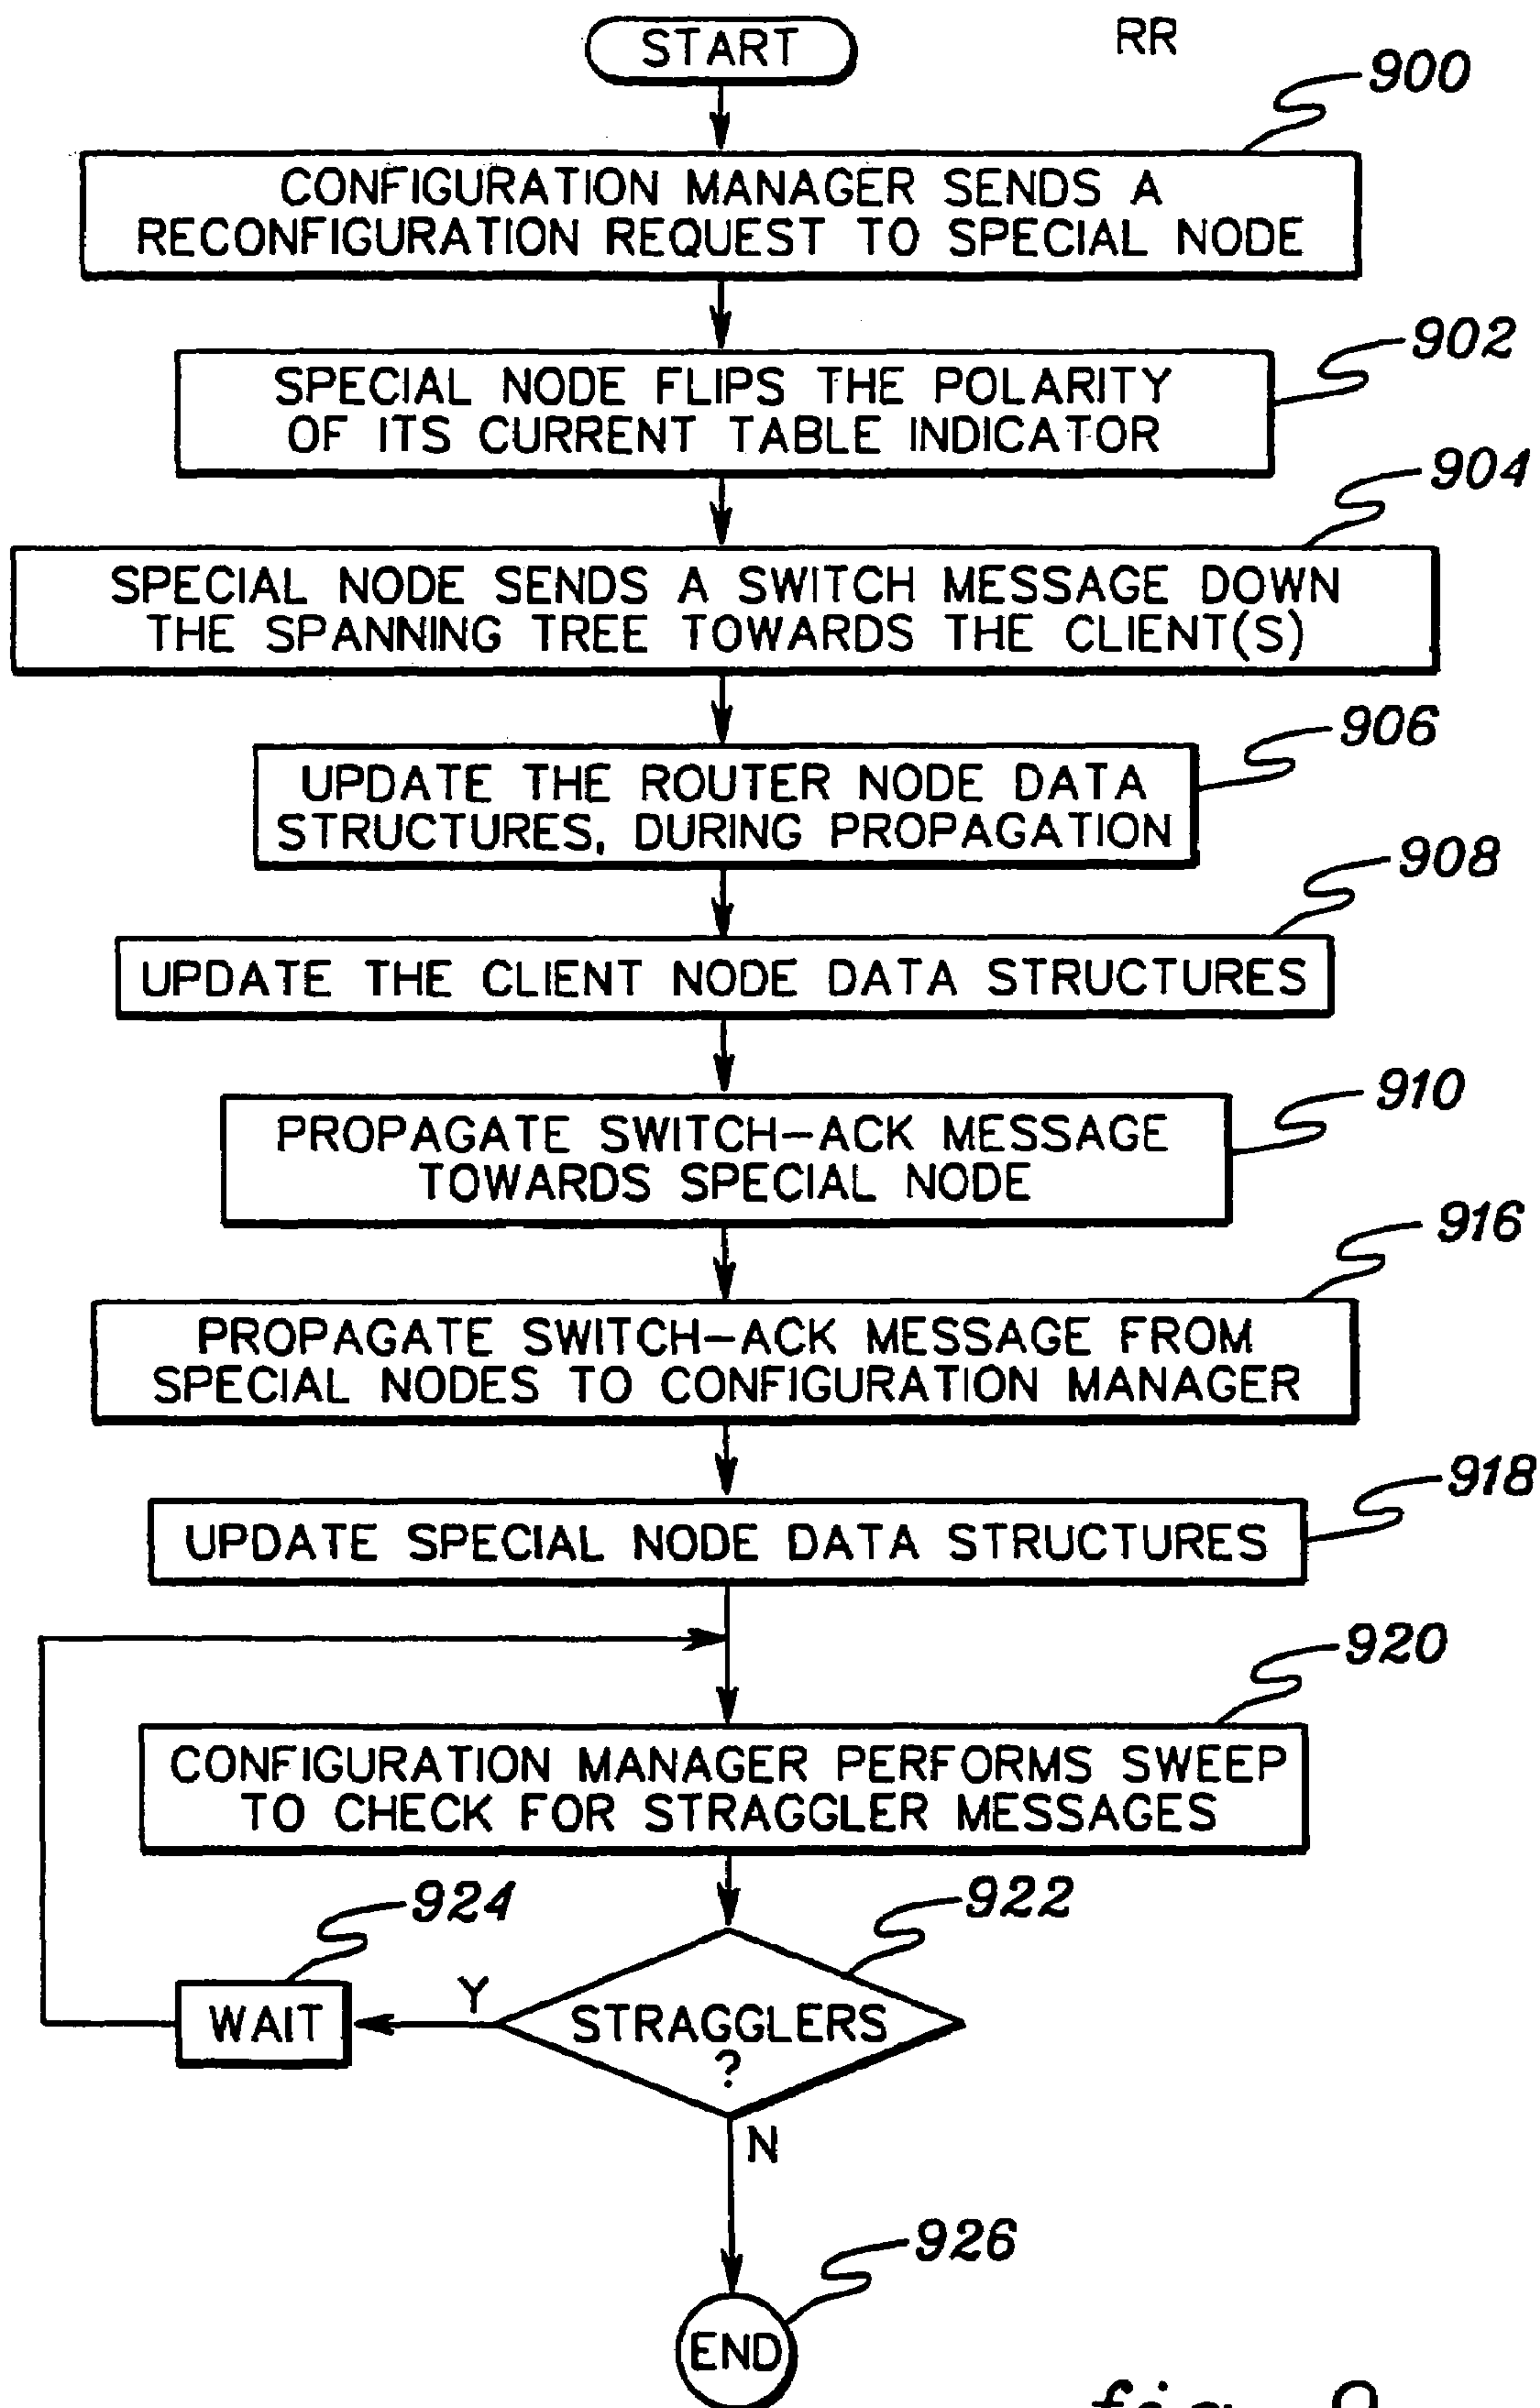 START
RR
900
CONFIGURATION MANAGER SENDS A
RECONFIGURATION REQUEST TO SPECIAL NODE
902
SPECIAL NODE FLIPS THE POLARITY
OF ITS CURRENT TABLE INDICATOR
904
SPECIAL NODE SENDS A SWITCH MESSAGE DOWN
THE SPANNING TREE TOWARDS THE CLIENT(S)
906
UPDATE THE ROUTER NODE DATA
STRUCTURES, DURING PROPAGATION
908
UPDATE THE CLIENT NODE DATA STRUCTURES
910
PROPAGATE SWITCH-ACK MESSAGE
TOWARDS SPECIAL NODE
916
PROPAGATE SWITCH-ACK MESSAGE FROM
SPECIAL NODES TO CONFIGURATION MANAGER
918
UPDATE SPECIAL NODE DATA STRUCTURES
920
CONFIGURATION MANAGER PERFORMS SWEEP
TO CHECK FOR STRAGGLER MESSAGES
924
922
WAIT
Y
STRAGGLERS
?
N
926
END